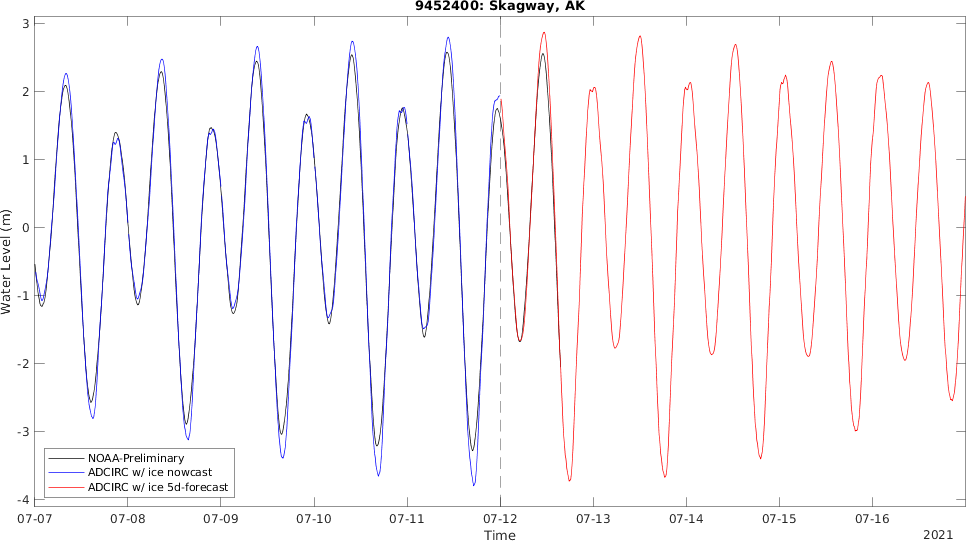 9452400: Skagway, AK
Water Level (m)
3
2
1
0
-1
-2
-3
-4
NOAA-Preliminary
ADCIRC w/ ice nowcast
ADCIRC w/ ice 5d-forecast
07-07 07-08 07-09 07-10 07-11 07-12 07-13 07-14 07-15 07-16
Time
2021